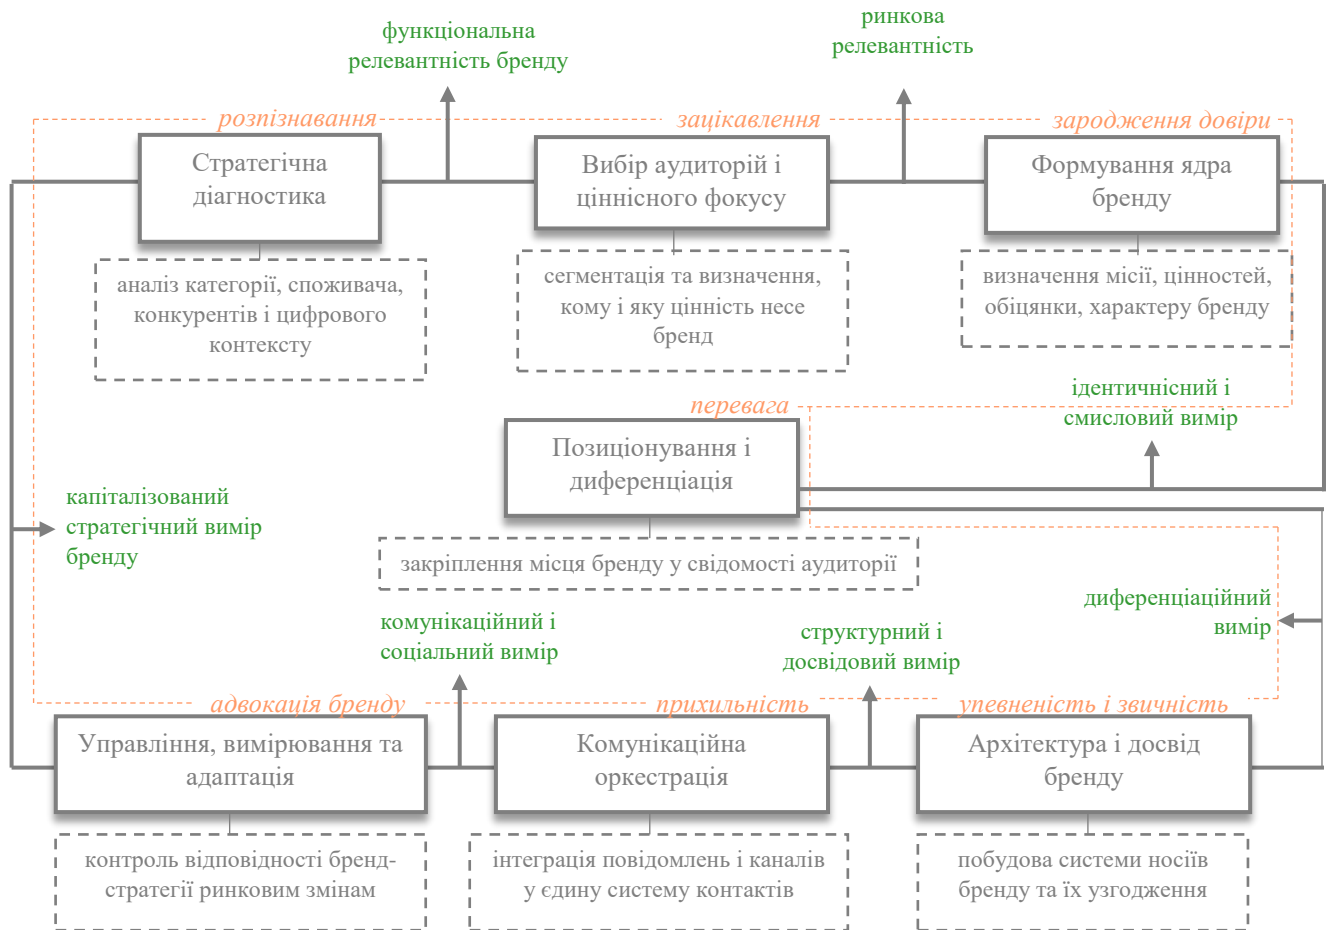 функціональна
релевантність бренду
ринкова
релевантність
розпізнавання
зацікавлення
зародження довіри
Стратегічна
діагностика
Вибір аудиторій і
ціннісного фокусу
Формування ядра
бренду
аналіз категорії, споживача,
конкурентів і цифрового
контексту
сегментація та визначення,
кому і яку цінність несе
бренд
визначення місії, цінностей,
обіцянки, характеру бренду
ідентичнісний і
смисловий вимір
перевага
Позиціонування і
диференціація
капіталізований
стратегічний вимір
бренду
закріплення місця бренду у свідомості аудиторії
диференціаційний
вимір
комунікаційний і
соціальний вимір
структурний і
досвідовий вимір
адвокація бренду
прихильність
упевненість і звичність
Управління, вимірювання та
адаптація
Комунікаційна
оркестрація
Архітектура і досвід
бренду
контроль відповідності бренд-
стратегії ринковим змінам
інтеграція повідомлень і каналів
у єдину систему контактів
побудова системи носіїв
бренду та їх узгодження